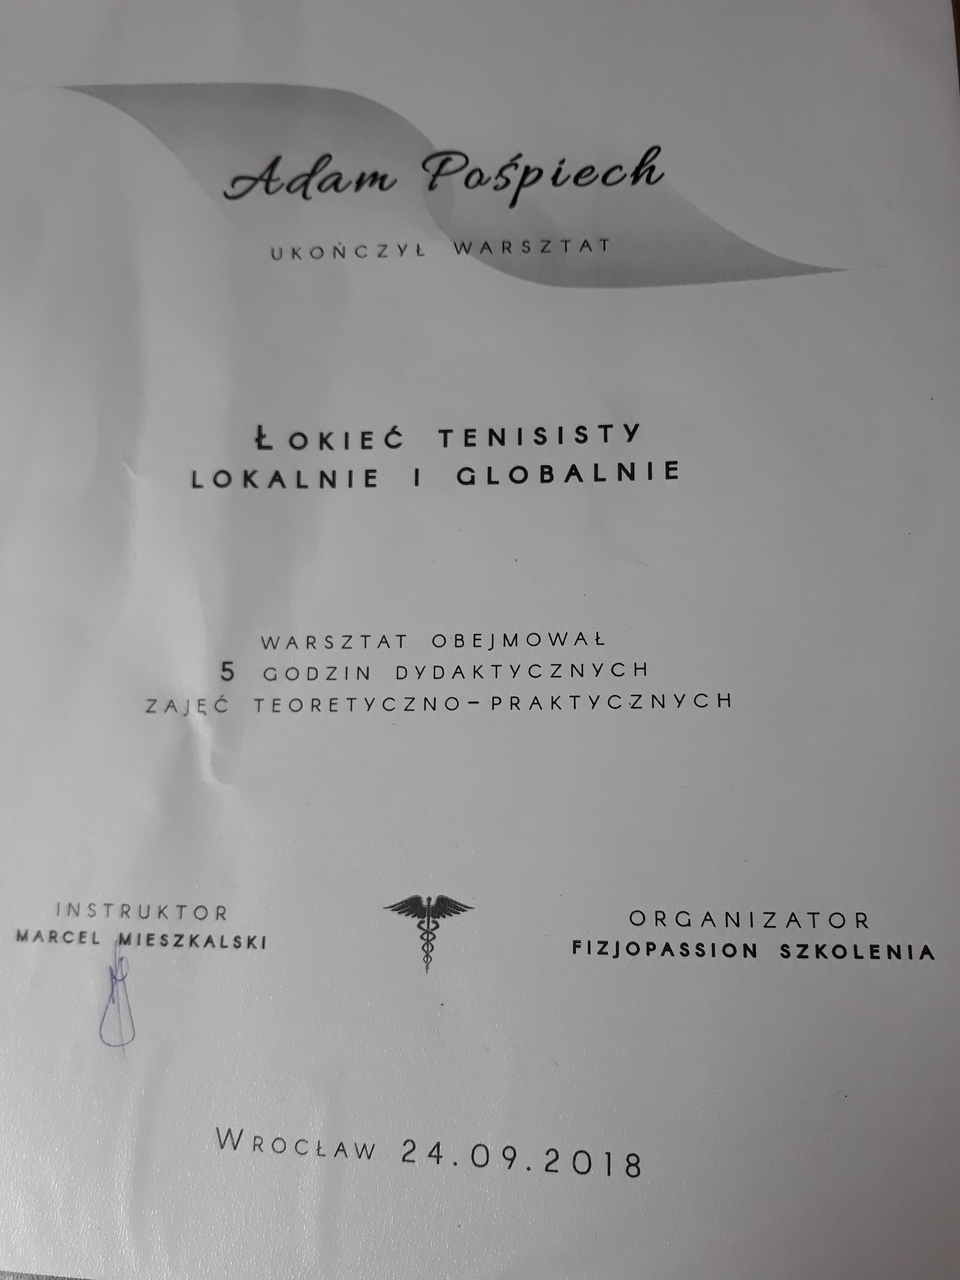 Adam Pośpiech
UKOŃCZYŁ WARSZTAT
ŁOKIEĆ TENISISTY
LOKALNIE I GLOBALNIE
WARSZTAT OBEJMOWAŁ
5 GODZIN DYDAKTYCZNYCH
ZAJĘĆ TEORETYCZNO-PRAKTYCZNYCH
INSTRUKTOR
MARCEL MIESZKALSKI
ORGANIZATOR
FIZJOPASSION SZKOLENIA
WROCŁAW 24.09.2018